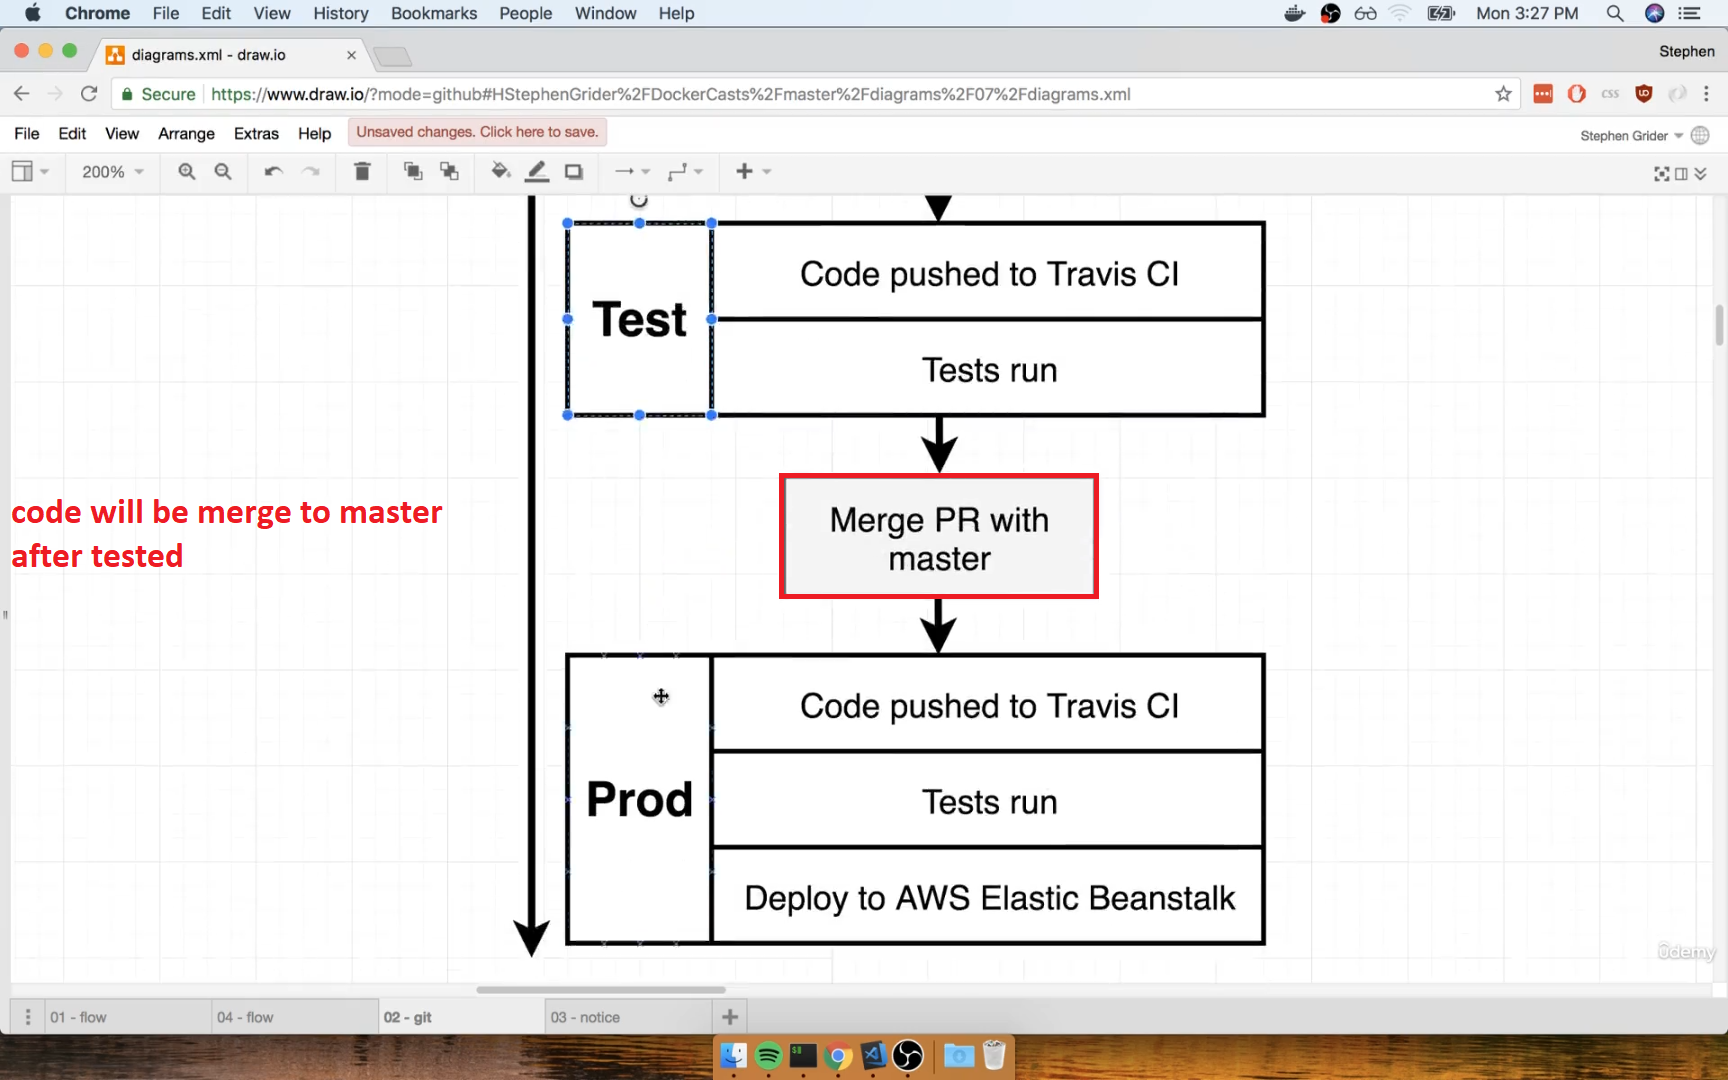 Chrome File Edit View History Bookmarks People Window Help
Mon 3:27 PM
diagrams.xml - draw.io
Stephen
Secure https://www.draw.io/?mode=github#HStephenGrider%2FDockerCasts%2Fmaster%2Fdiagrams%2F07%2Fdiagrams.xml
css
File Edit View Arrange Extras Help Unsaved changes. Click here to save.
Stephen Grider
200%
Test
Code pushed to Travis CI
Tests run
code will be merge to master
after tested
Merge PR with
master
Prod
Code pushed to Travis CI
Tests run
Deploy to AWS Elastic Beanstalk
ûdemy
01 - flow
04 - flow
02 - git
03 - notice